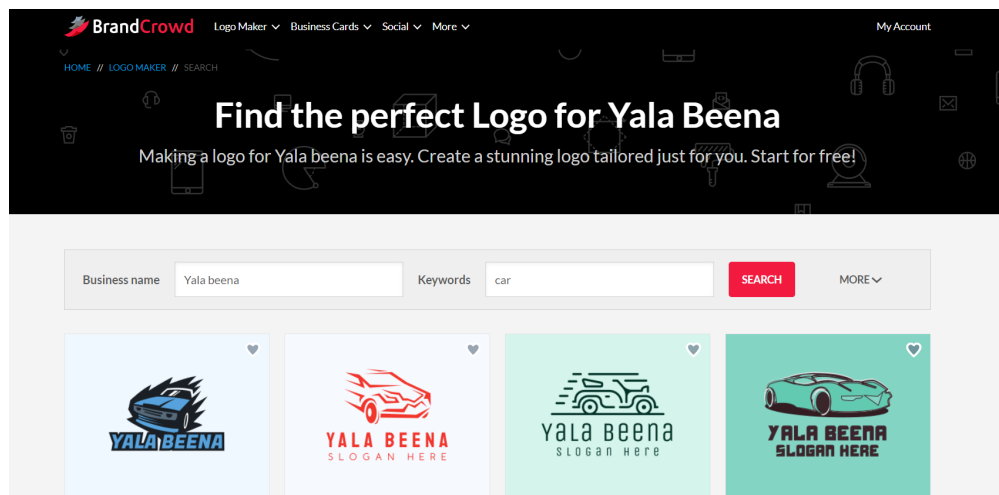 BrandCrowd Logo Maker Business Cards Social More My Account
HOME // LOGO MAKER // SEARCH
Find the perfect Logo for Yala Beena
Making a logo for Yala beena is easy. Create a stunning logo tailored just for you. Start for free!
Business name Yala beena Keywords car SEARCH MORE
YALA BEENA
YALA BEENA
SLOGAN HERE
YaLa Beena
SLOGan Here
YALA BEENA
SLOGAN HERE